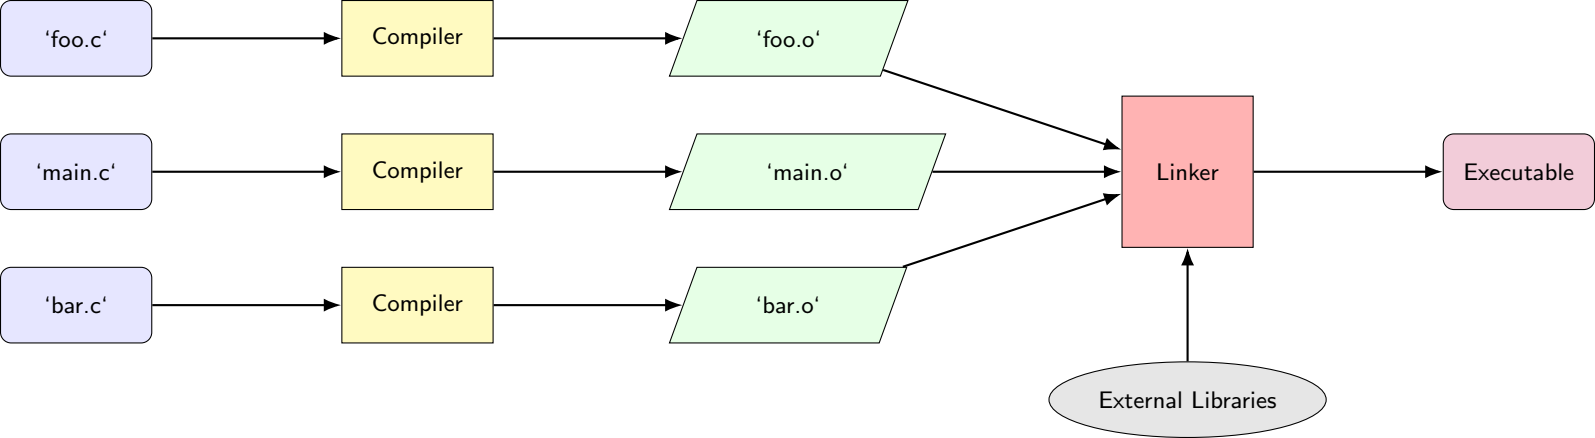 ‘foo.c‘
Compiler
‘foo.o‘
‘main.c‘
Compiler
‘main.o‘
Linker
Executable
‘bar.c‘
Compiler
‘bar.o‘
External Libraries